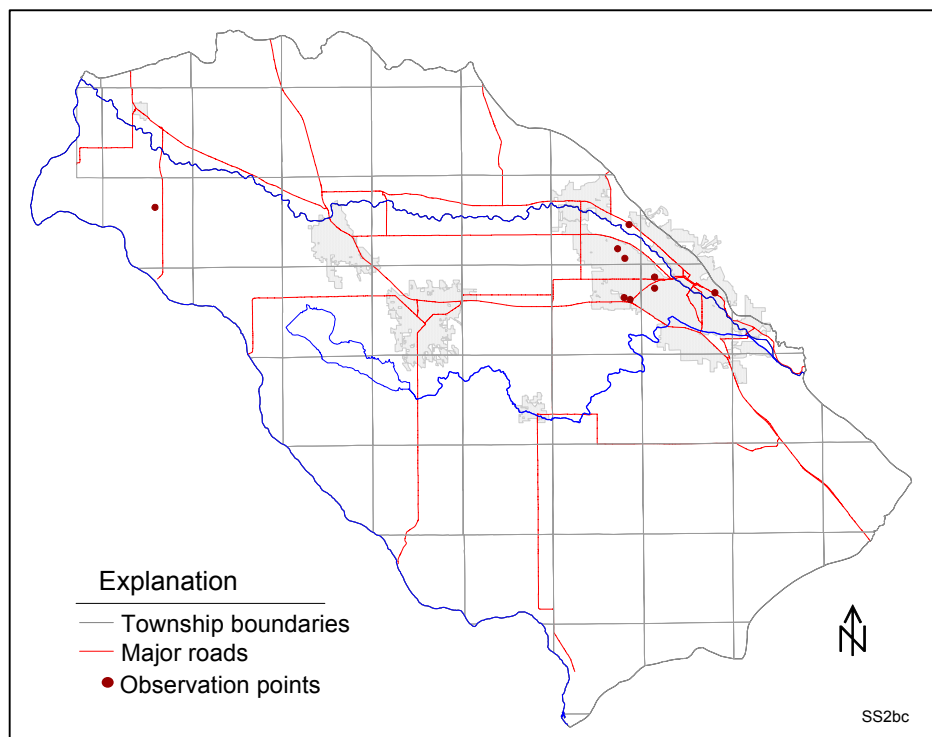 Explanation
Township boundaries
Major roads
Observation points
N
SS2bc